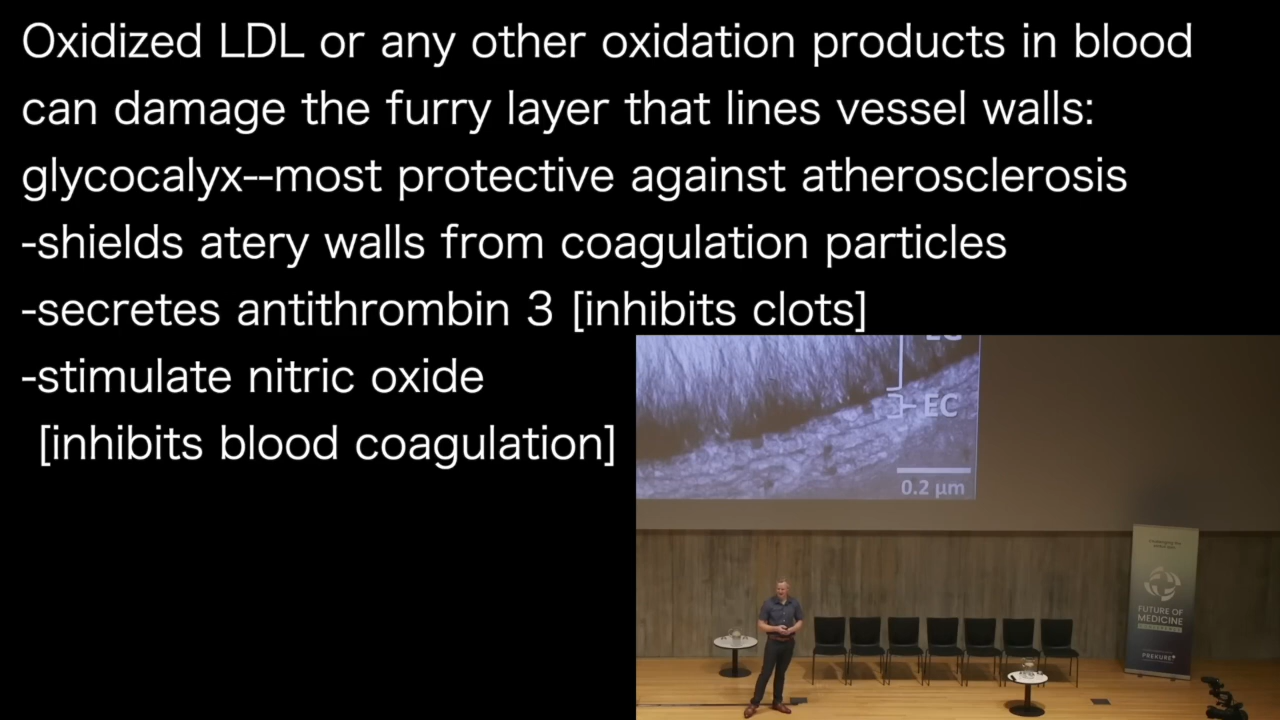 Oxidized LDL or any other oxidation products in blood
can damage the furry layer that lines vessel walls:
glycocalyx--most protective against atherosclerosis
-shields atery walls from coagulation particles
-secretes antithrombin 3 [inhibits clots]
-stimulate nitric oxide
[inhibits blood coagulation]
EC
0.2 µm
FUTURE OF
MEDICINE
PREKURE